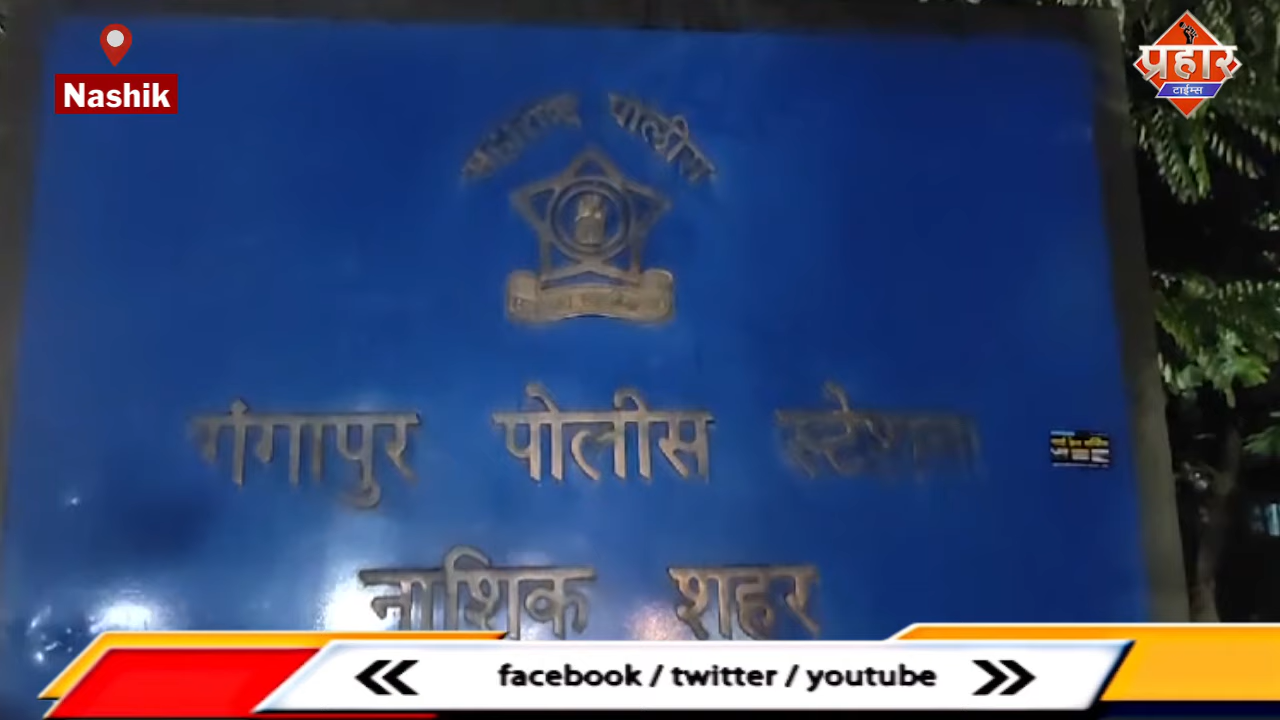 Nashik
प्रहार
टाईम्स
महाराष्ट्र पोलीस
गंगापुर पोलीस स्टेशन
नाशिक शहर
facebook / twitter / youtube